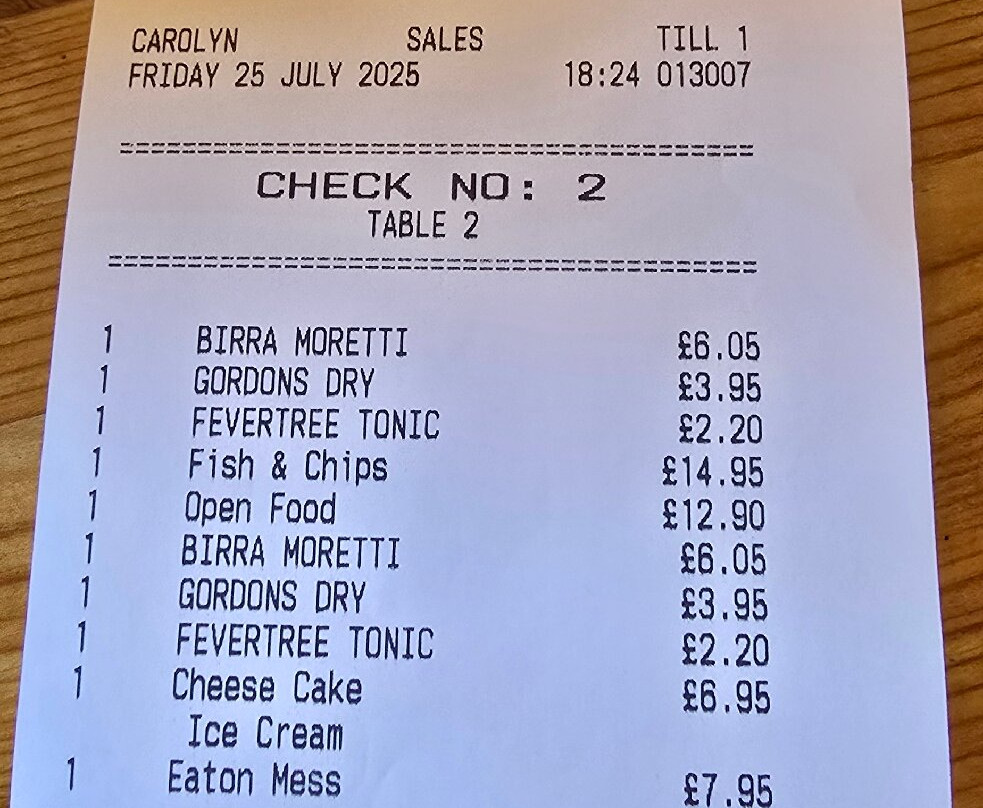 CAROLYN SALES TILL 1
FRIDAY 25 JULY 2025 18:24 013007
=========================================
CHECK NO: 2
TABLE 2
=========================================
1 BIRRA MORETTI £6.05
1 GORDONS DRY £3.95
1 FEVERTREE TONIC £2.20
1 Fish & Chips £14.95
1 Open Food £12.90
1 BIRRA MORETTI £6.05
1 GORDONS DRY £3.95
1 FEVERTREE TONIC £2.20
1 Cheese Cake £6.95
Ice Cream
1 Eaton Mess £7.95